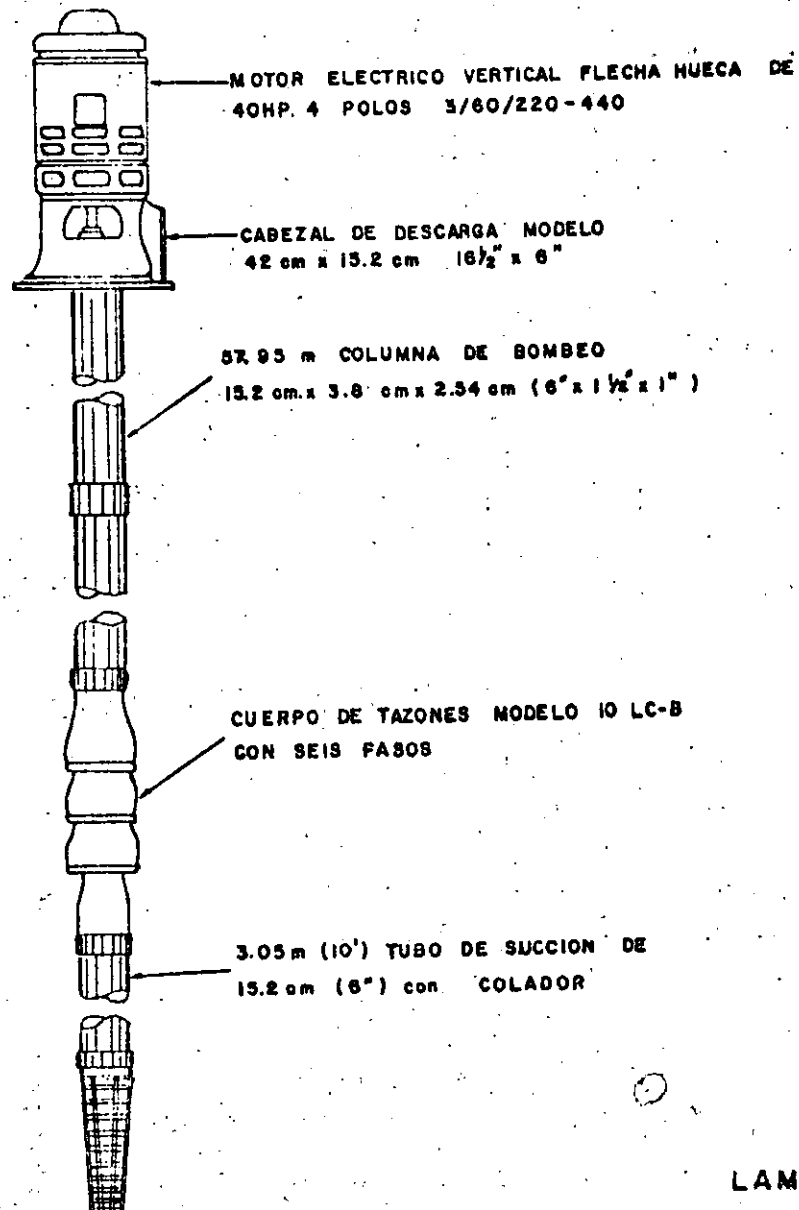 MOTOR ELECTRICO VERTICAL FLECHA HUECA DE
40HP. 4 POLOS 3/60/220-440
CABEZAL DE DESCARGA MODELO
42 cm x 15.2 cm 16½" x 6"
57.95 m COLUMNA DE BOMBEO
15.2 cm.x 3.8 cm x 2.54 cm (6" x 1½" x 1")
CUERPO DE TAZONES MODELO 10 LC-B
CON SEIS PASOS
3.05m (10') TUBO DE SUCCION DE
15.2 cm (6") con COLADOR
LAM